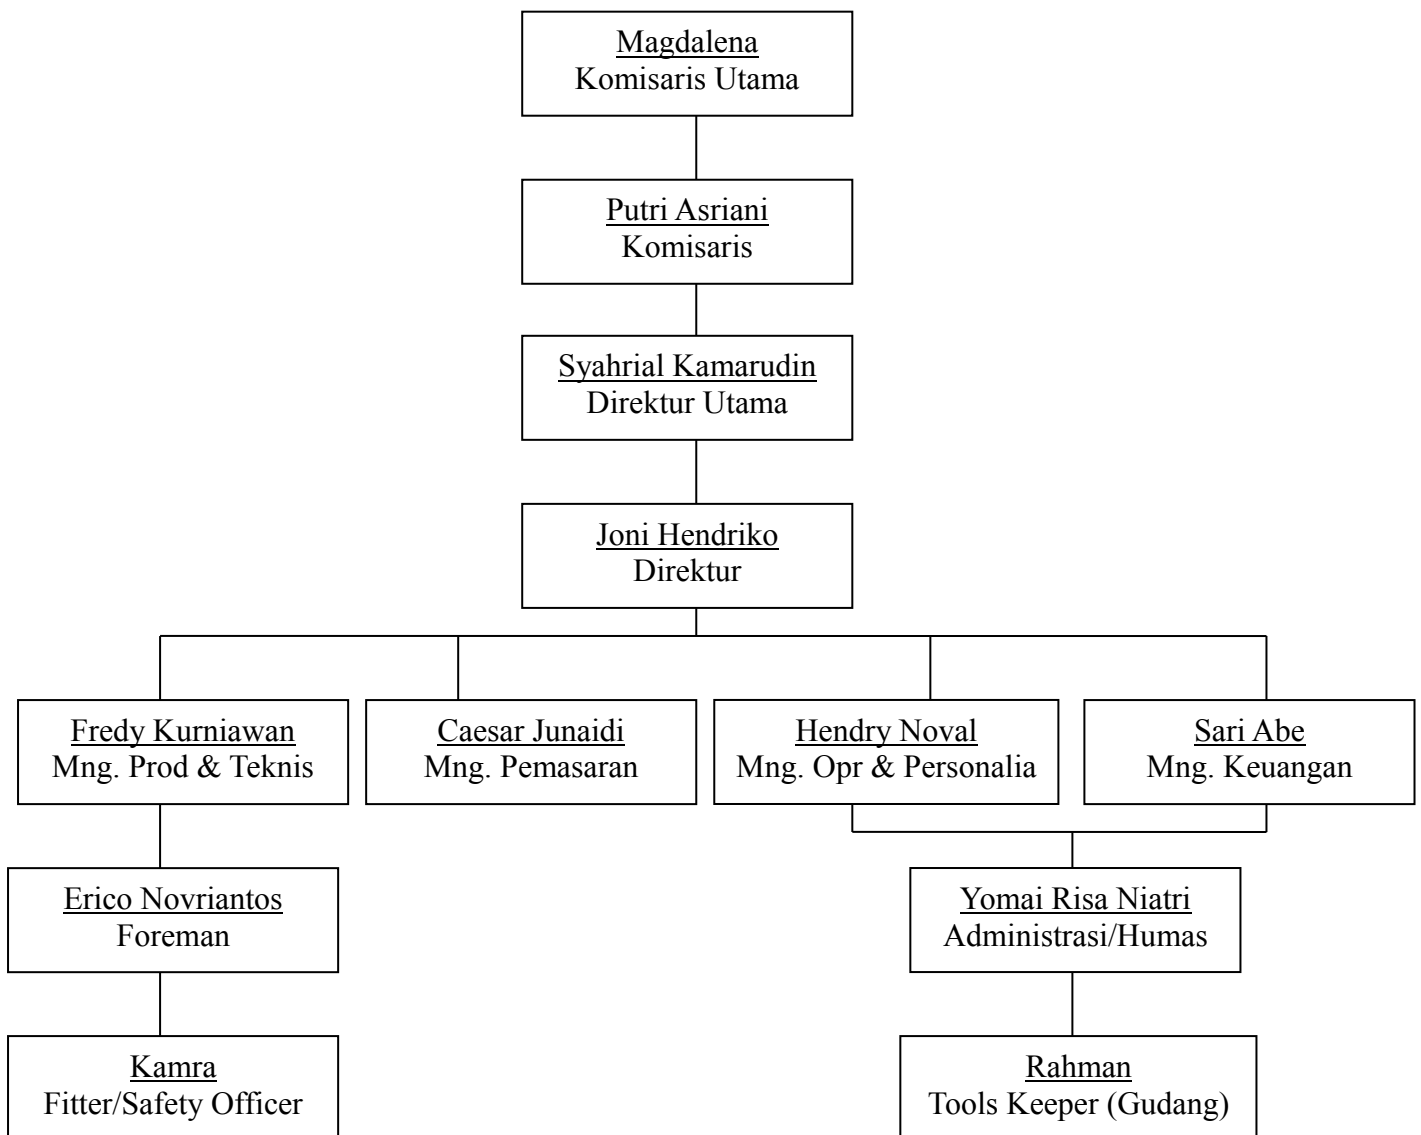 Magdalena
Komisaris Utama
Putri Asriani
Komisaris
Syahrial Kamarudin
Direktur Utama
Joni Hendriko
Direktur
Fredy Kurniawan
Mng. Prod & Teknis
Caesar Junaidi
Mng. Pemasaran
Hendry Noval
Mng. Opr & Personalia
Sari Abe
Mng. Keuangan
Erico Novriantos
Foreman
Yomai Risa Niatri
Administrasi/Humas
Kamra
Fitter/Safety Officer
Rahman
Tools Keeper (Gudang)